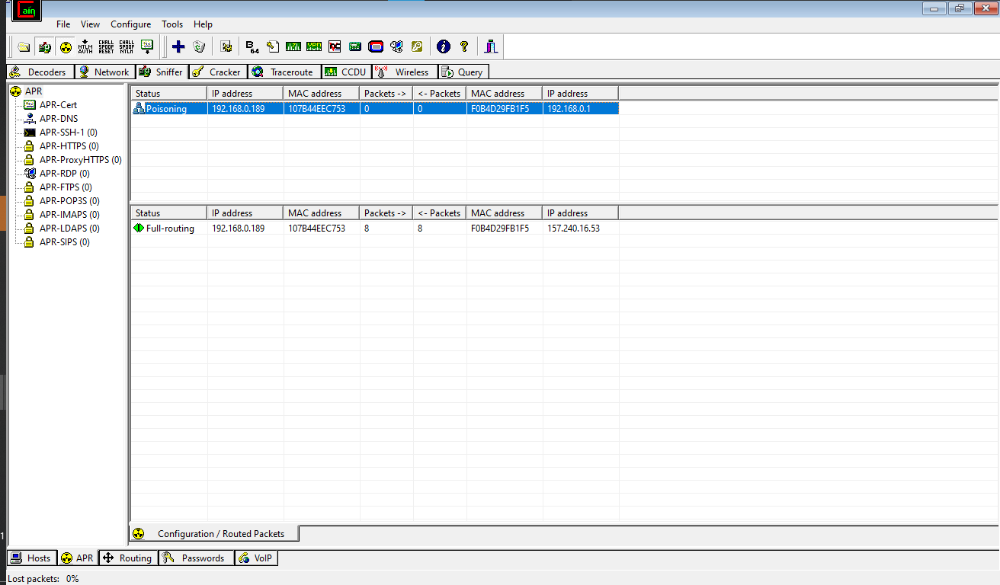 Cain
File View Configure Tools Help
NTLM AUTH CHALL SPOOF RESET CHALL SPOOF NTLM B64 VPN
Decoders Network Sniffer Cracker Traceroute CCDU Wireless Query
APR
APR-Cert
APR-DNS
APR-SSH-1 (0)
APR-HTTPS (0)
APR-ProxyHTTPS (0)
APR-RDP (0)
APR-FTPS (0)
APR-POP3S (0)
APR-IMAPS (0)
APR-LDAPS (0)
APR-SIPS (0)
Status IP address MAC address Packets -> <- Packets MAC address IP address
Poisoning 192.168.0.189 107B44EEC753 0 0 F0B4D29FB1F5 192.168.0.1
Status IP address MAC address Packets -> <- Packets MAC address IP address
Full-routing 192.168.0.189 107B44EEC753 8 8 F0B4D29FB1F5 157.240.16.53
Configuration / Routed Packets
1
Hosts APR Routing Passwords VoIP
Lost packets: 0%